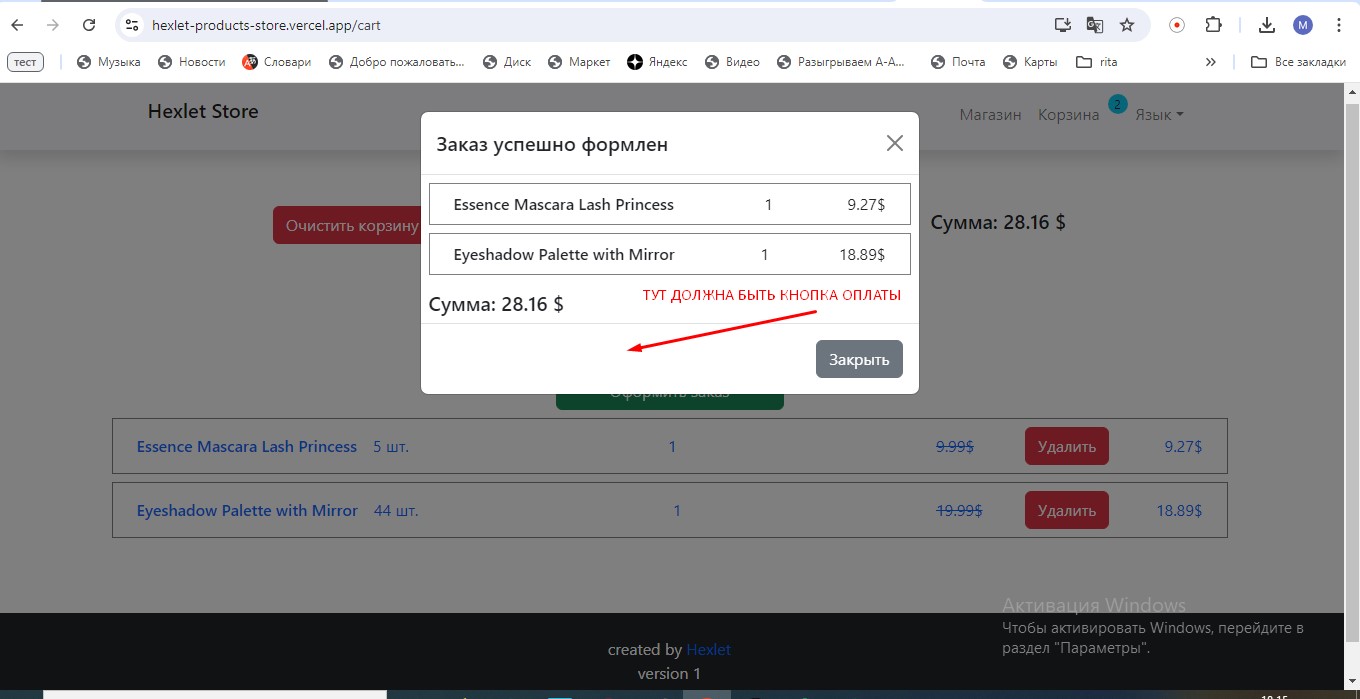 hexlet-products-store.vercel.app/cart
M
тест
Музыка
Новости
Словари
Добро пожаловать...
Диск
Маркет
Яндекс
Видео
Разыгрываем А-А...
Почта
Карты
rita
Все закладки
Hexlet Store
Магазин
Корзина
2
Язык
Заказ успешно формлен
Очистить корзину
Essence Mascara Lash Princess 1 9.27$
Сумма: 28.16 $
Eyeshadow Palette with Mirror 1 18.89$
ТУТ ДОЛЖНА БЫТЬ КНОПКА ОПЛАТЫ
Сумма: 28.16 $
Закрыть
Оформить заказ
Essence Mascara Lash Princess 5 шт. 1 9.99$ Удалить 9.27$
Eyeshadow Palette with Mirror 44 шт. 1 19.99$ Удалить 18.89$
Активация Windows
Чтобы активировать Windows, перейдите в
раздел "Параметры".
created by Hexlet
version 1